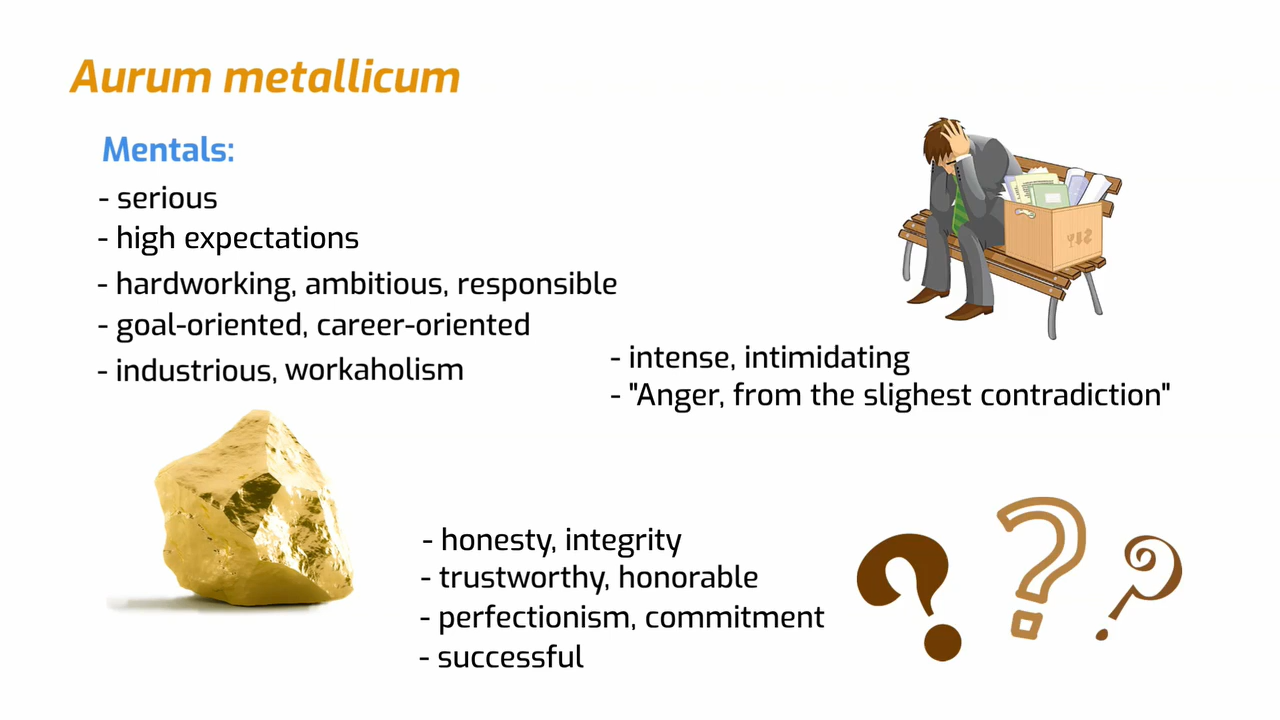 Aurum metallicum
Mentals:
- serious
- high expectations
- hardworking, ambitious, responsible
- goal-oriented, career-oriented
- industrious, workaholism
- intense, intimidating
- "Anger, from the slighest contradiction"
- honesty, integrity
- trustworthy, honorable
- perfectionism, commitment
- successful